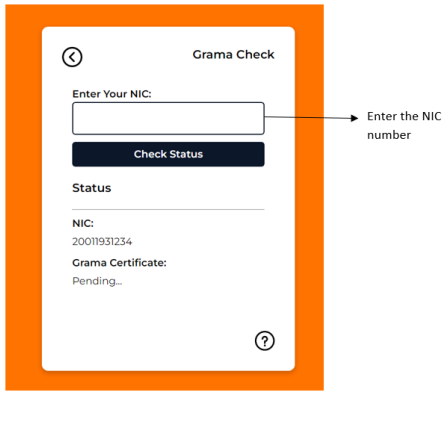 Grama Check
Enter Your NIC:
Enter the NIC
number
Check Status
Status
NIC:
20011931234
Grama Certificate:
Pending...
?